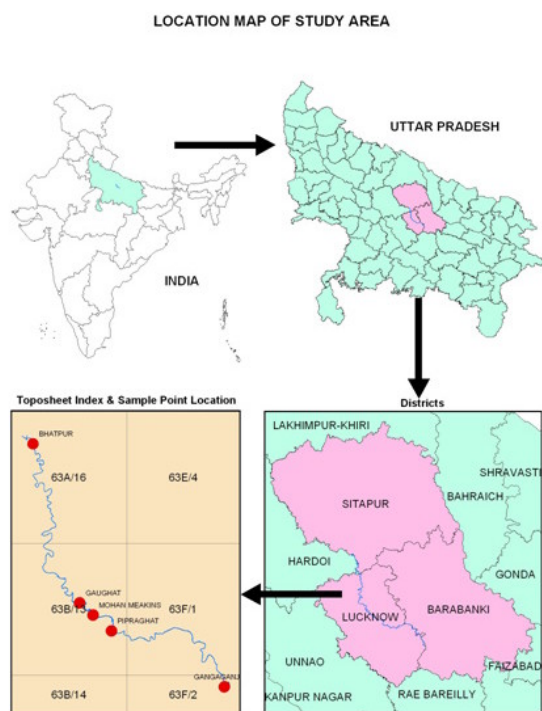 LOCATION MAP OF STUDY AREA
UTTAR PRADESH
INDIA
Toposheet Index & Sample Point Location
BHATPUR
63A/16
63E/4
GAUGHAT
63B/13
MOHAN MEAKINS
63F/1
PIPRAGHAT
GANGAGANJ
63B/14
63F/2
Districts
LAKHIMPUR-KHIRI
SHRAVASTI
BAHRAICH
SITAPUR
HARDOI
GONDA
LUCKNOW
BARABANKI
UNNAO
FAIZABAD
KANPUR NAGAR
RAE BAREILLY